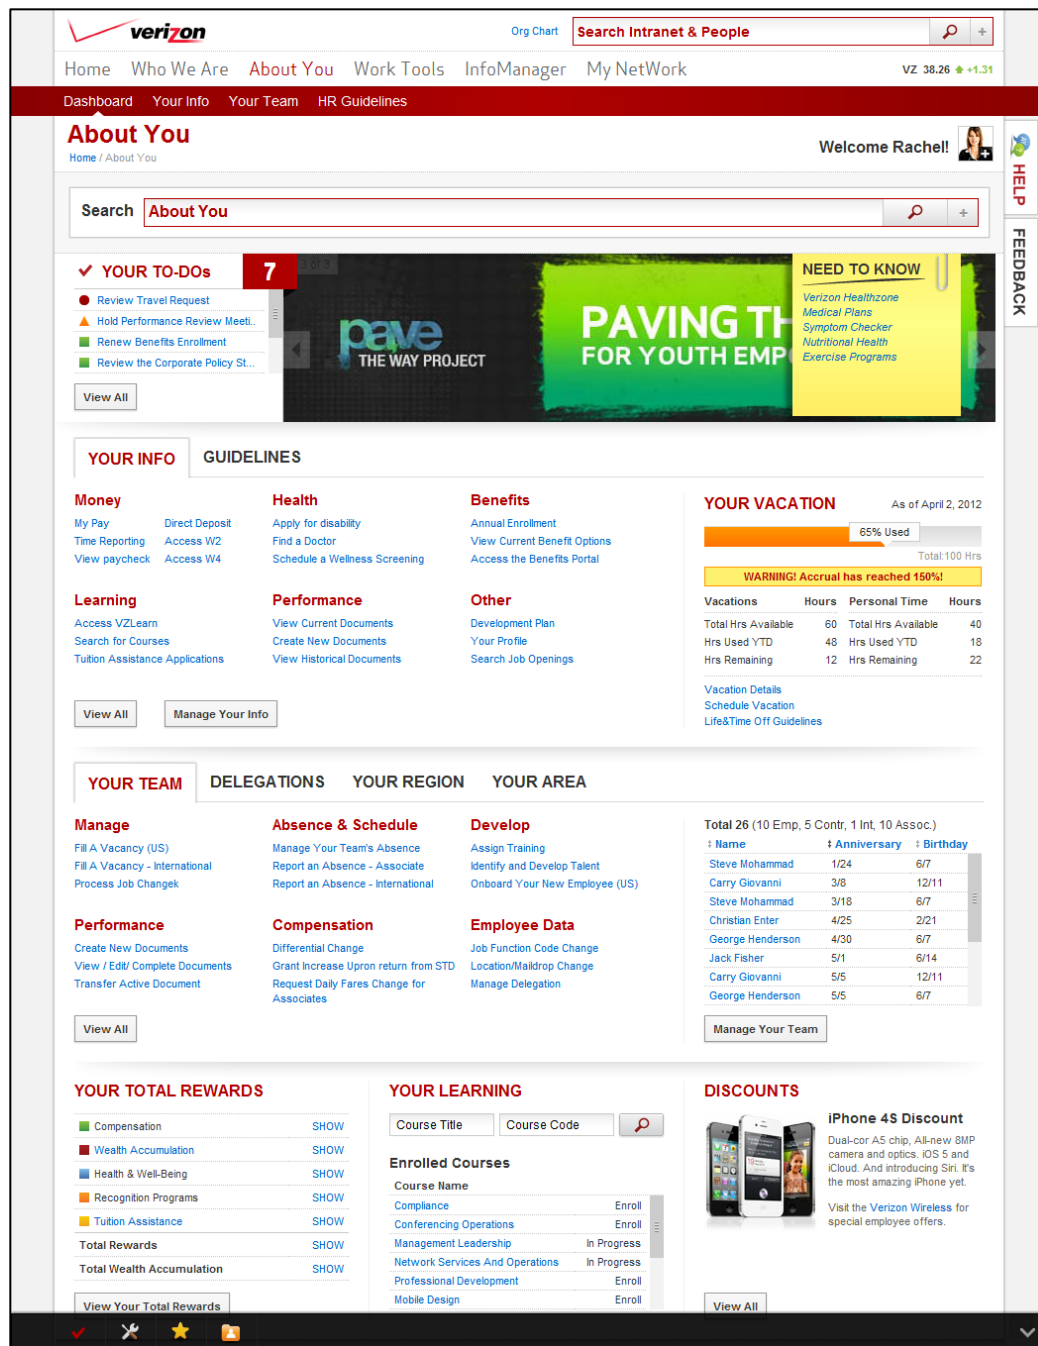 verizon
Org Chart
Search Intranet & People
Home Who We Are About You Work Tools InfoManager My NetWork
VZ 38.26 +1.31
Dashboard Your Info Your Team HR Guidelines
About You
Home / About You
Welcome Rachel!
HELP
FEEDBACK
Search About You
YOUR TO-DOs 7
3 of 3
Review Travel Request
Hold Performance Review Meeti..
Renew Benefits Enrollment
Review the Corporate Policy St...
View All
pave
THE WAY PROJECT
PAVING TH
FOR YOUTH EMP
NEED TO KNOW
Verizon Healthzone
Medical Plans
Symptom Checker
Nutritional Health
Exercise Programs
YOUR INFO GUIDELINES
Money
My Pay Direct Deposit
Time Reporting Access W2
View paycheck Access W4
Health
Apply for disability
Find a Doctor
Schedule a Wellness Screening
Benefits
Annual Enrollment
View Current Benefit Options
Access the Benefits Portal
Learning
Access VZLearn
Search for Courses
Tuition Assistance Applications
Performance
View Current Documents
Create New Documents
View Historical Documents
Other
Development Plan
Your Profile
Search Job Openings
View All Manage Your Info
YOUR VACATION As of April 2, 2012
65% Used
Total:100 Hrs
WARNING! Accrual has reached 150%!
Vacations Hours Personal Time Hours
Total Hrs Available 60 Total Hrs Available 40
Hrs Used YTD 48 Hrs Used YTD 18
Hrs Remaining 12 Hrs Remaining 22
Vacation Details
Schedule Vacation
Life&Time Off Guidelines
YOUR TEAM DELEGATIONS YOUR REGION YOUR AREA
Manage
Fill A Vacancy (US)
Fill A Vacancy - International
Process Job Changek
Absence & Schedule
Manage Your Team's Absence
Report an Absence - Associate
Report an Absence - International
Develop
Assign Training
Identify and Develop Talent
Onboard Your New Employee (US)
Performance
Create New Documents
View / Edit/ Complete Documents
Transfer Active Document
Compensation
Differential Change
Grant Increase Upron return from STD
Request Daily Fares Change for
Associates
Employee Data
Job Function Code Change
Location/Maildrop Change
Manage Delegation
View All
Total 26 (10 Emp, 5 Contr, 1 Int, 10 Assoc.)
Name Anniversary Birthday
Steve Mohammad 1/24 6/7
Carry Giovanni 3/8 12/11
Steve Mohammad 3/18 6/7
Christian Enter 4/25 2/21
George Henderson 4/30 6/7
Jack Fisher 5/1 6/14
Carry Giovanni 5/5 12/11
George Henderson 5/5 6/7
Manage Your Team
YOUR TOTAL REWARDS
Compensation SHOW
Wealth Accumulation SHOW
Health & Well-Being SHOW
Recognition Programs SHOW
Tuition Assistance SHOW
Total Rewards SHOW
Total Wealth Accumulation SHOW
View Your Total Rewards
YOUR LEARNING
Course Title Course Code
Enrolled Courses
Course Name
Compliance Enroll
Conferencing Operations Enroll
Management Leadership In Progress
Network Services And Operations In Progress
Professional Development Enroll
Mobile Design Enroll
DISCOUNTS
iPhone 4S Discount
Dual-cor A5 chip, All-new 8MP
camera and optics. iOS 5 and
iCloud. And introducing Siri. It's
the most amazing iPhone yet.
Visit the Verizon Wireless for
special employee offers.
View All